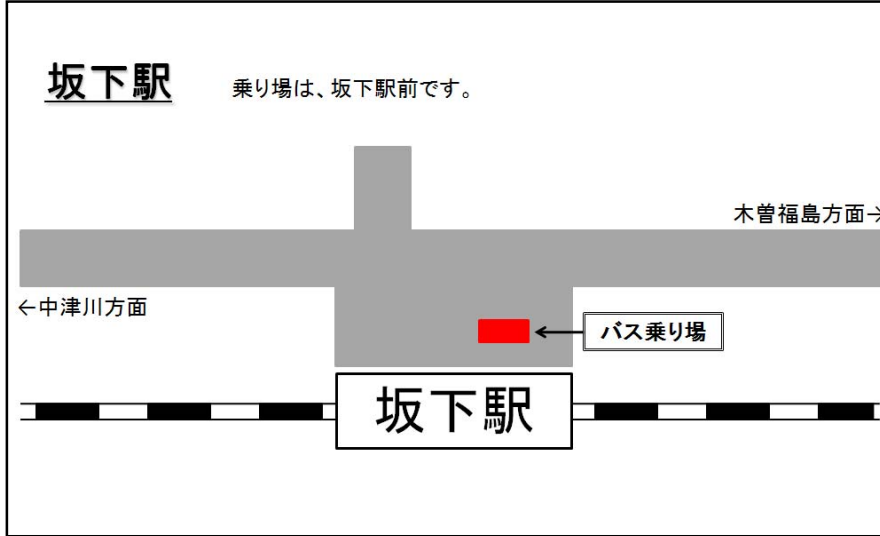 坂下駅
乗り場は、坂下駅前です。
木曽福島方面→
←中津川方面
バス乗り場
坂下駅